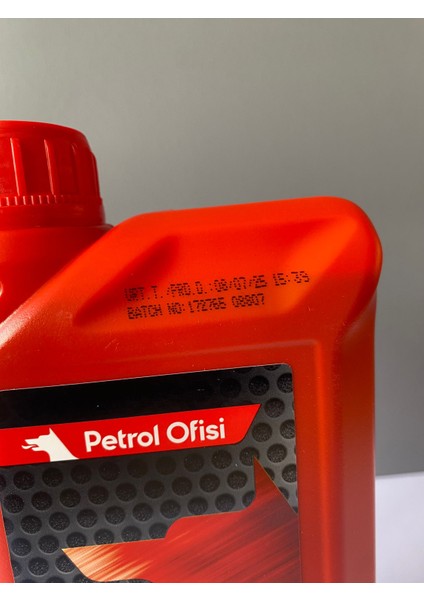 ÜRT.T./PRD.D.:08/07/25 15:39
BATCH NO:172765 08807
Petrol Ofisi